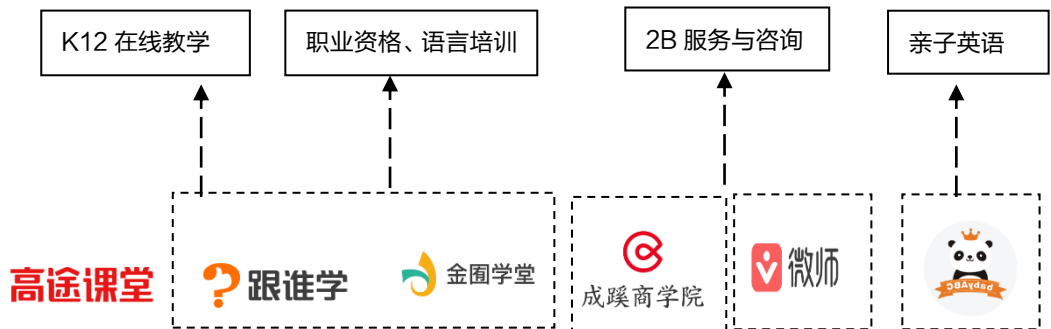 K12 在线教学
职业资格、语言培训
2B 服务与咨询
亲子英语
高途课堂
跟谁学
金囿学堂
成蹊商学院
微师
babyABC